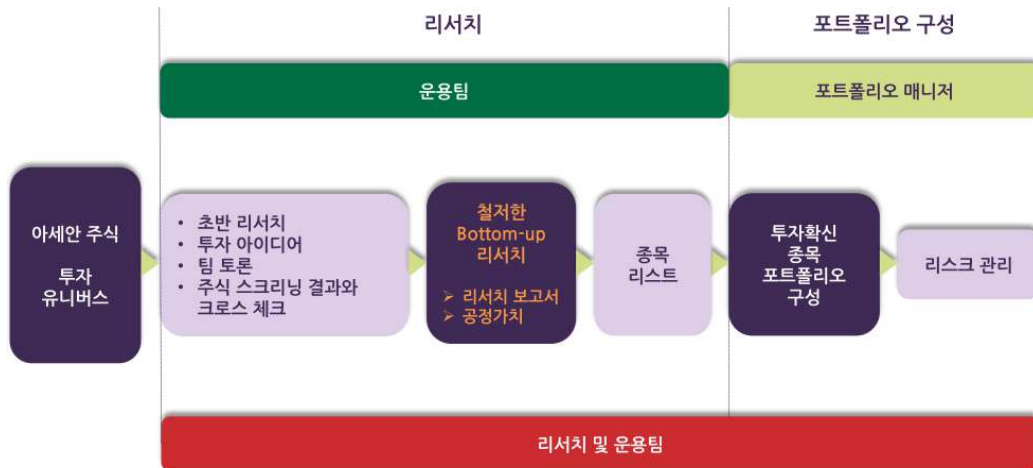 리서치
포트폴리오 구성
운용팀
포트폴리오 매니저
아세안 주식
투자
유니버스
• 초반 리서치
• 투자 아이디어
• 팀 토론
• 주식 스크리닝 결과와
크로스 체크
철저한
Bottom-up
리서치
➢ 리서치 보고서
➢ 공정가치
종목
리스트
투자확신
종목
포트폴리오
구성
리스크 관리
리서치 및 운용팀